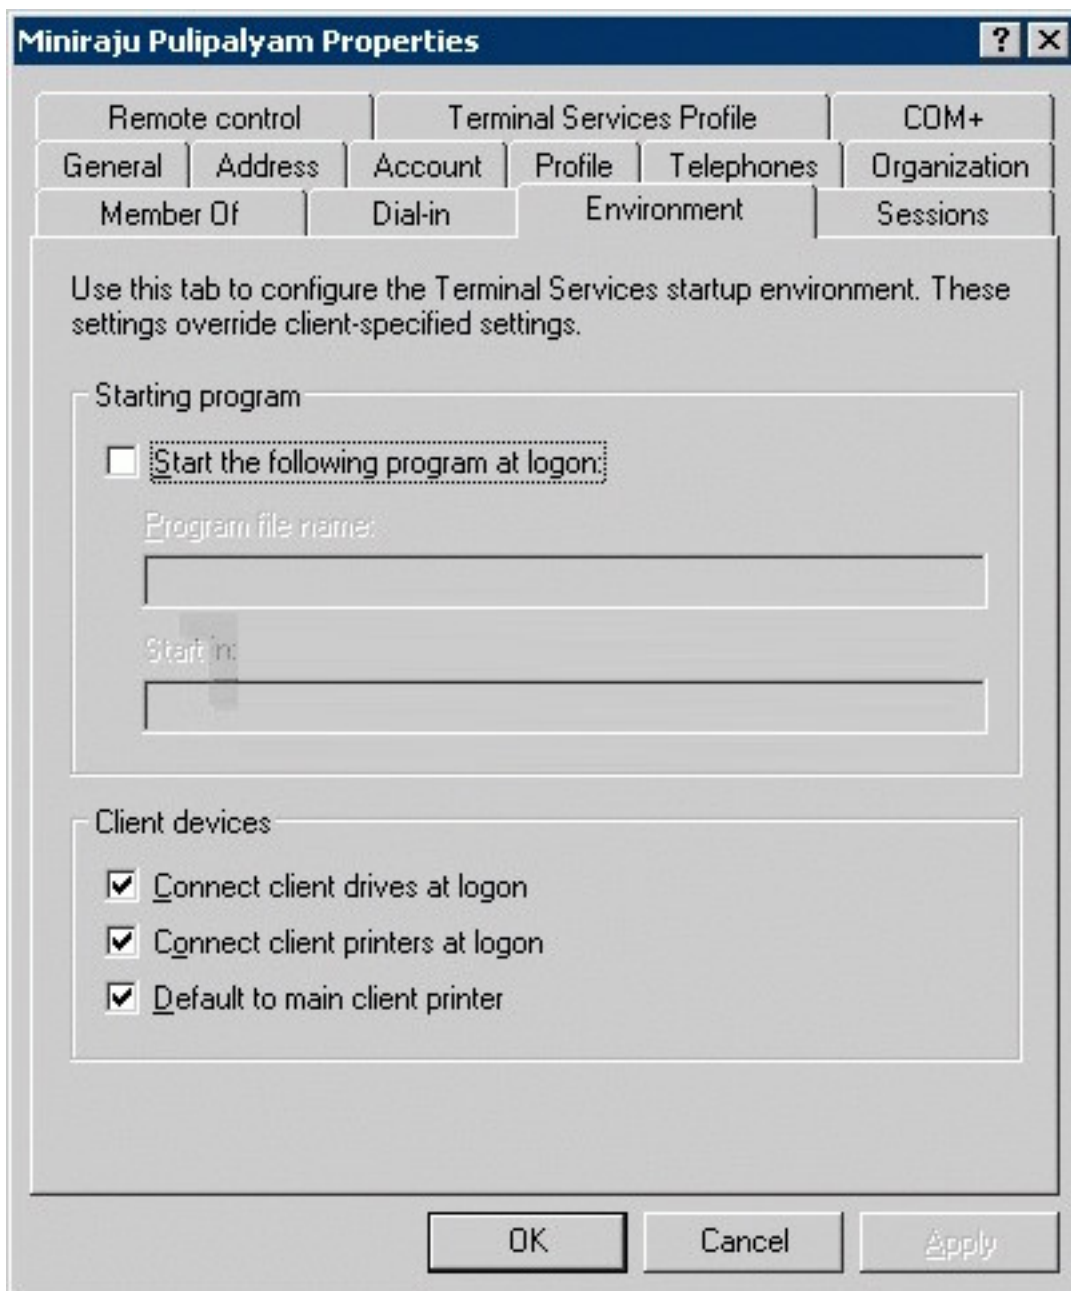 Miniraju Pulipalyam Properties
Remote control Terminal Services Profile COM+
General Address Account Profile Telephones Organization
Member Of Dial-in Environment Sessions
Use this tab to configure the Terminal Services startup environment. These
settings override client-specified settings.
Starting program
Start the following program at logon:
Program file name:
Start in:
Client devices
Connect client drives at logon
Connect client printers at logon
Default to main client printer
OK Cancel Apply